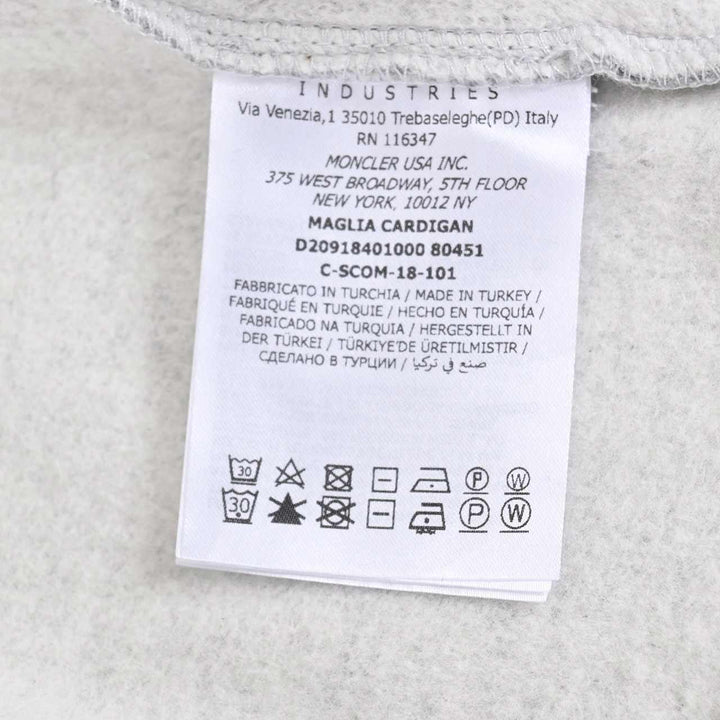 INDUSTRIES
Via Venezia,1 35010 Trebaseleghe(PD) Italy
RN 116347
MONCLER USA INC.
375 WEST BROADWAY, 5TH FLOOR
NEW YORK, 10012 NY
MAGLIA CARDIGAN
D20918401000 80451
C-SCOM-18-101
FABBRICATO IN TURCHIA / MADE IN TURKEY /
FABRIQUÉ EN TURQUIE / HECHO EN TURQUÍA /
FABRICADO NA TURQUIA / HERGESTELLT IN
DER TÜRKEI / TÜRKIYE'DE ÜRETILMISTIR /
СДЕЛАНО В ТУРЦИИ / صنع في تركيا
30 P W
30 P W